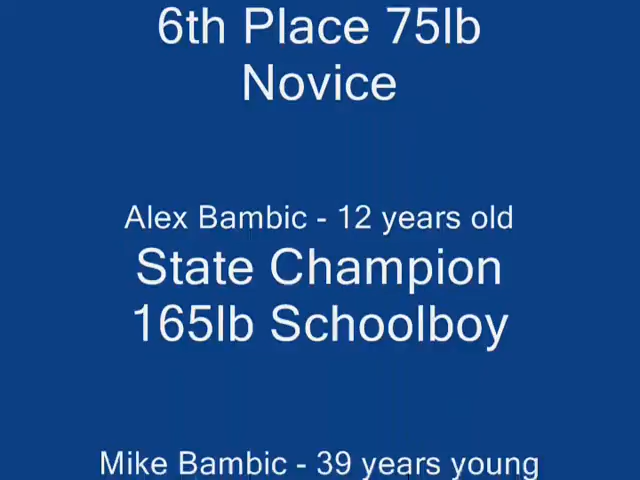 6th Place 75lb
Novice
Alex Bambic - 12 years old
State Champion
165lb Schoolboy
Mike Bambic - 39 years young